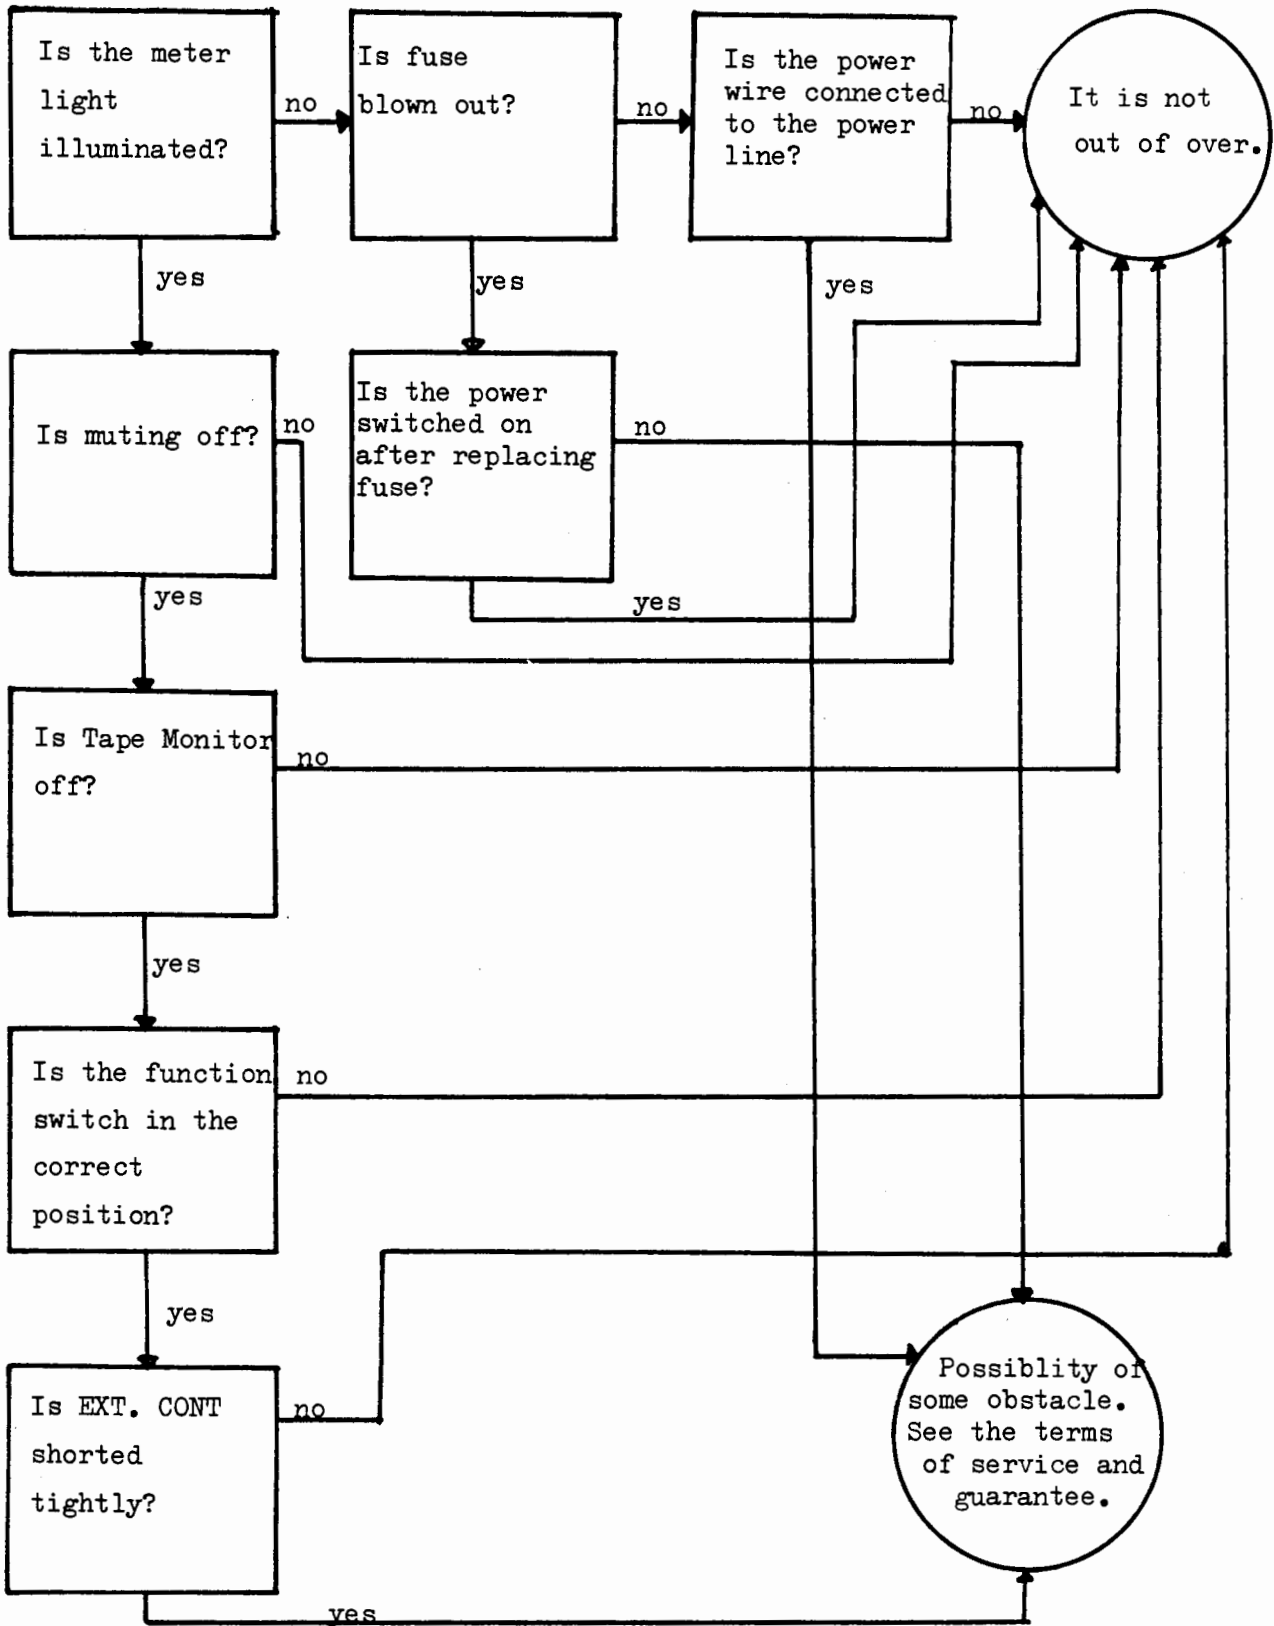 Is the meter
light
illuminated?
no
Is fuse
blown out?
no
Is the power
wire connected
to the power
line?
no
It is not
out of over.
yes
yes
yes
Is muting off?
no
Is the power
switched on
after replacing
fuse?
no
yes
yes
Is Tape Monitor
off?
no
yes
Is the function
switch in the
correct
position?
no
yes
Is EXT. CONT
shorted
tightly?
no
Possiblity of
some obstacle.
See the terms
of service and
guarantee.
yes